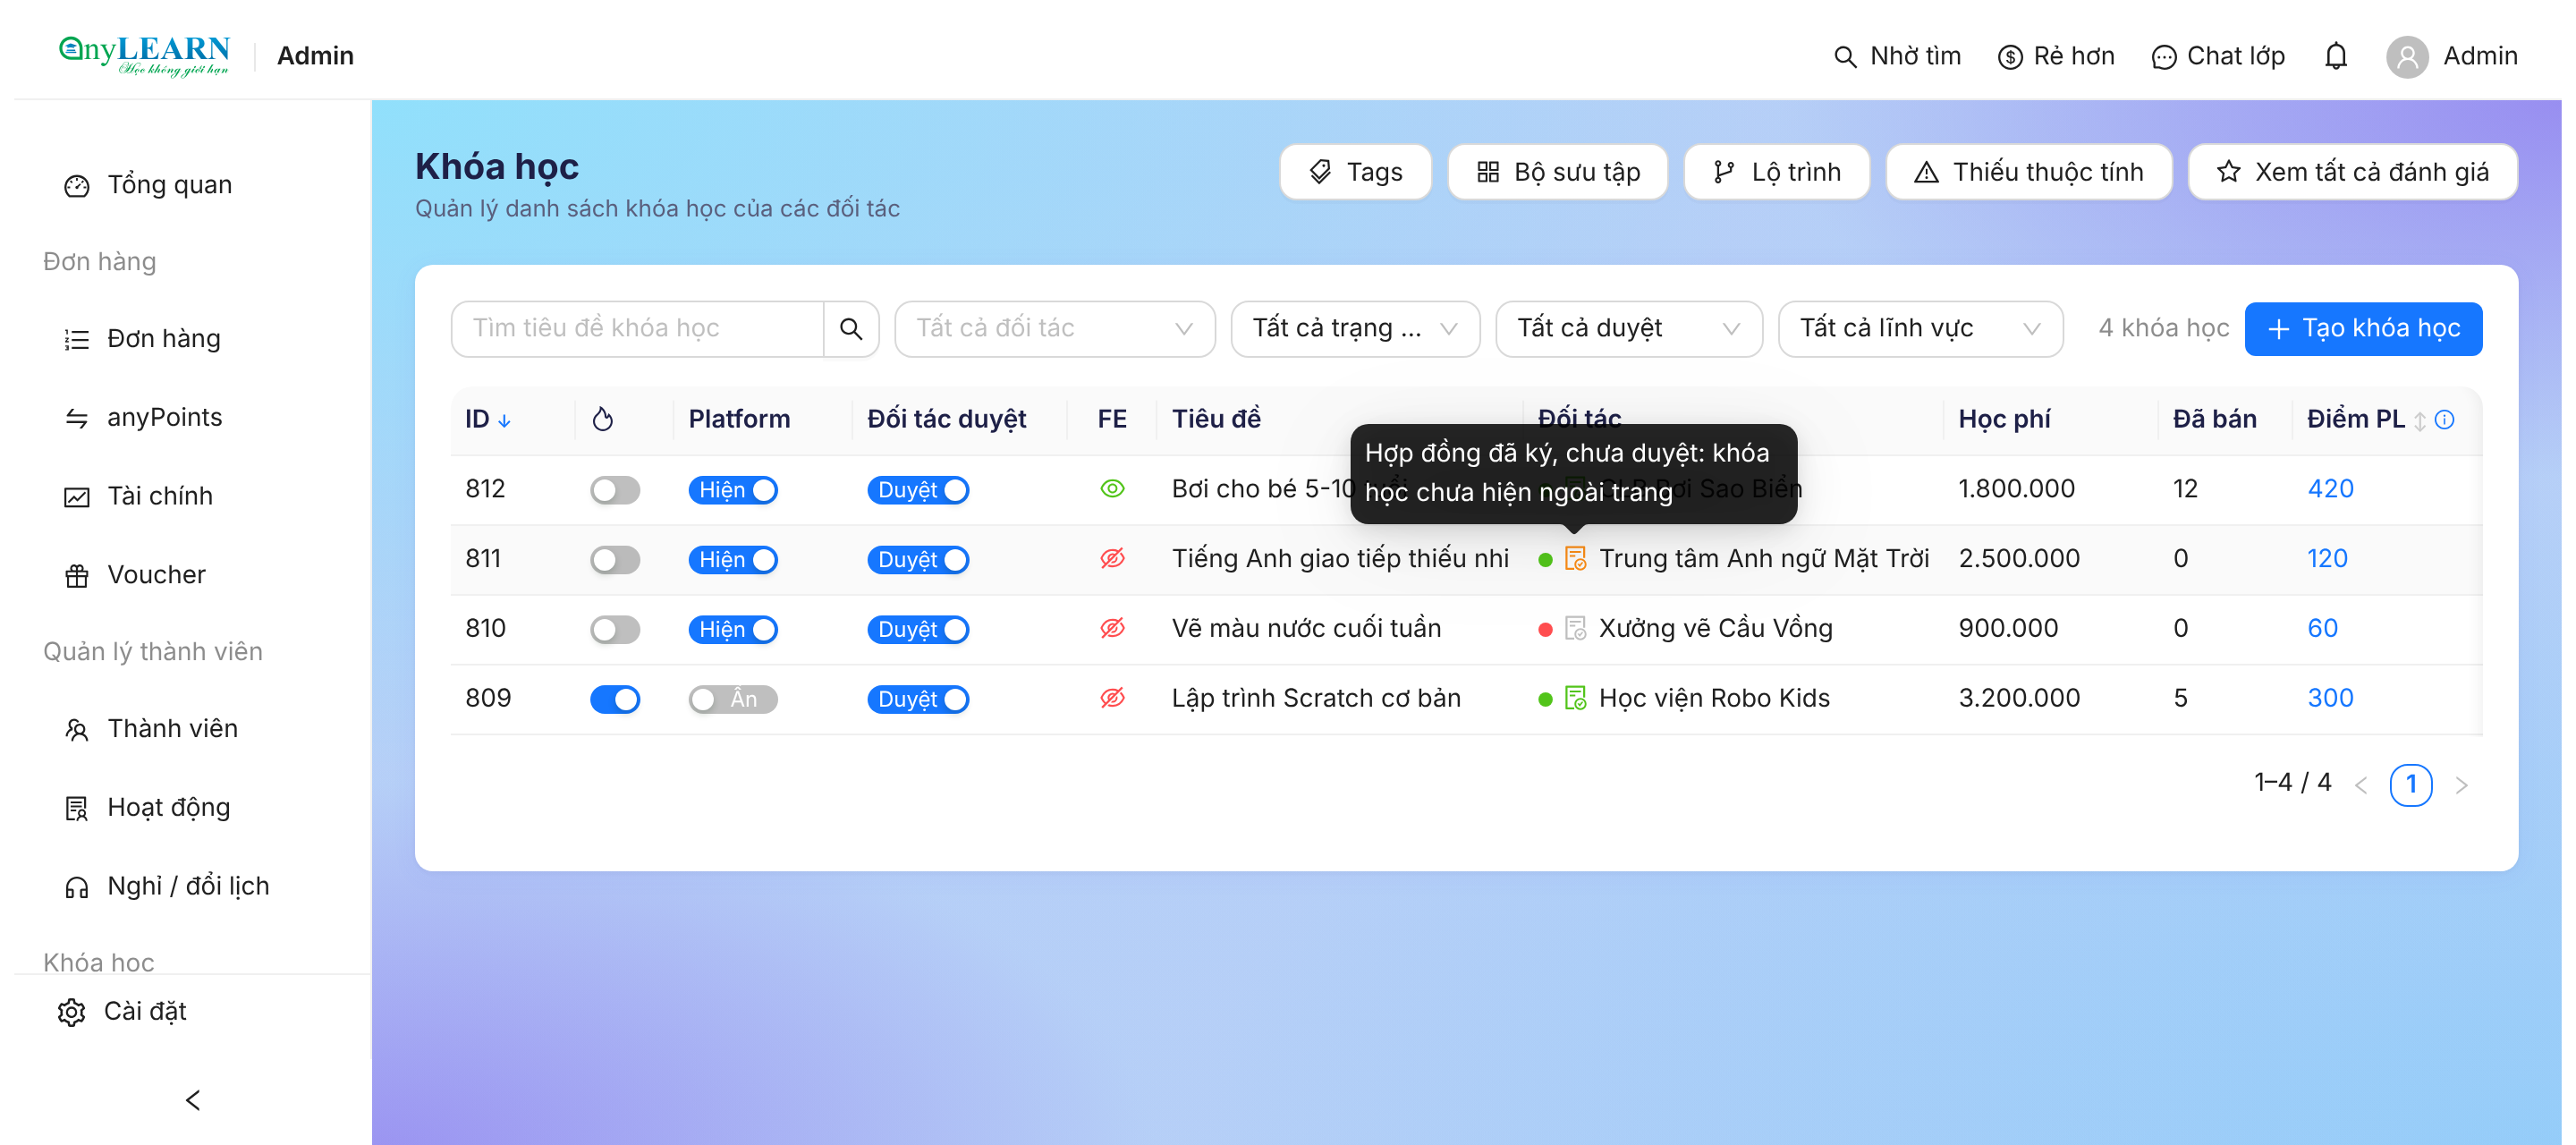 anyLEARN
Học không giới hạn
Admin
Nhờ tìm
Rẻ hơn
Chat lớp
Admin
Tổng quan
Đơn hàng
Đơn hàng
anyPoints
Tài chính
Voucher
Quản lý thành viên
Thành viên
Hoạt động
Nghỉ / đổi lịch
Khóa học
Cài đặt
Khóa học
Quản lý danh sách khóa học của các đối tác
Tags
Bộ sưu tập
Lộ trình
Thiếu thuộc tính
Xem tất cả đánh giá
Tìm tiêu đề khóa học
Tất cả đối tác
Tất cả trạng ...
Tất cả duyệt
Tất cả lĩnh vực
4 khóa học
Tạo khóa học
ID Platform Đối tác duyệt FE Tiêu đề Đối tác Học phí Đã bán Điểm PL
Hợp đồng đã ký, chưa duyệt: khóa
học chưa hiện ngoài trang
812 Hiện Duyệt Bơi cho bé 5-10 Bơi Sao Biển 1.800.000 12 420
811 Hiện Duyệt Tiếng Anh giao tiếp thiếu nhi Trung tâm Anh ngữ Mặt Trời 2.500.000 0 120
810 Hiện Duyệt Vẽ màu nước cuối tuần Xưởng vẽ Cầu Vồng 900.000 0 60
809 Ẩn Duyệt Lập trình Scratch cơ bản Học viện Robo Kids 3.200.000 5 300
1–4 / 4
1